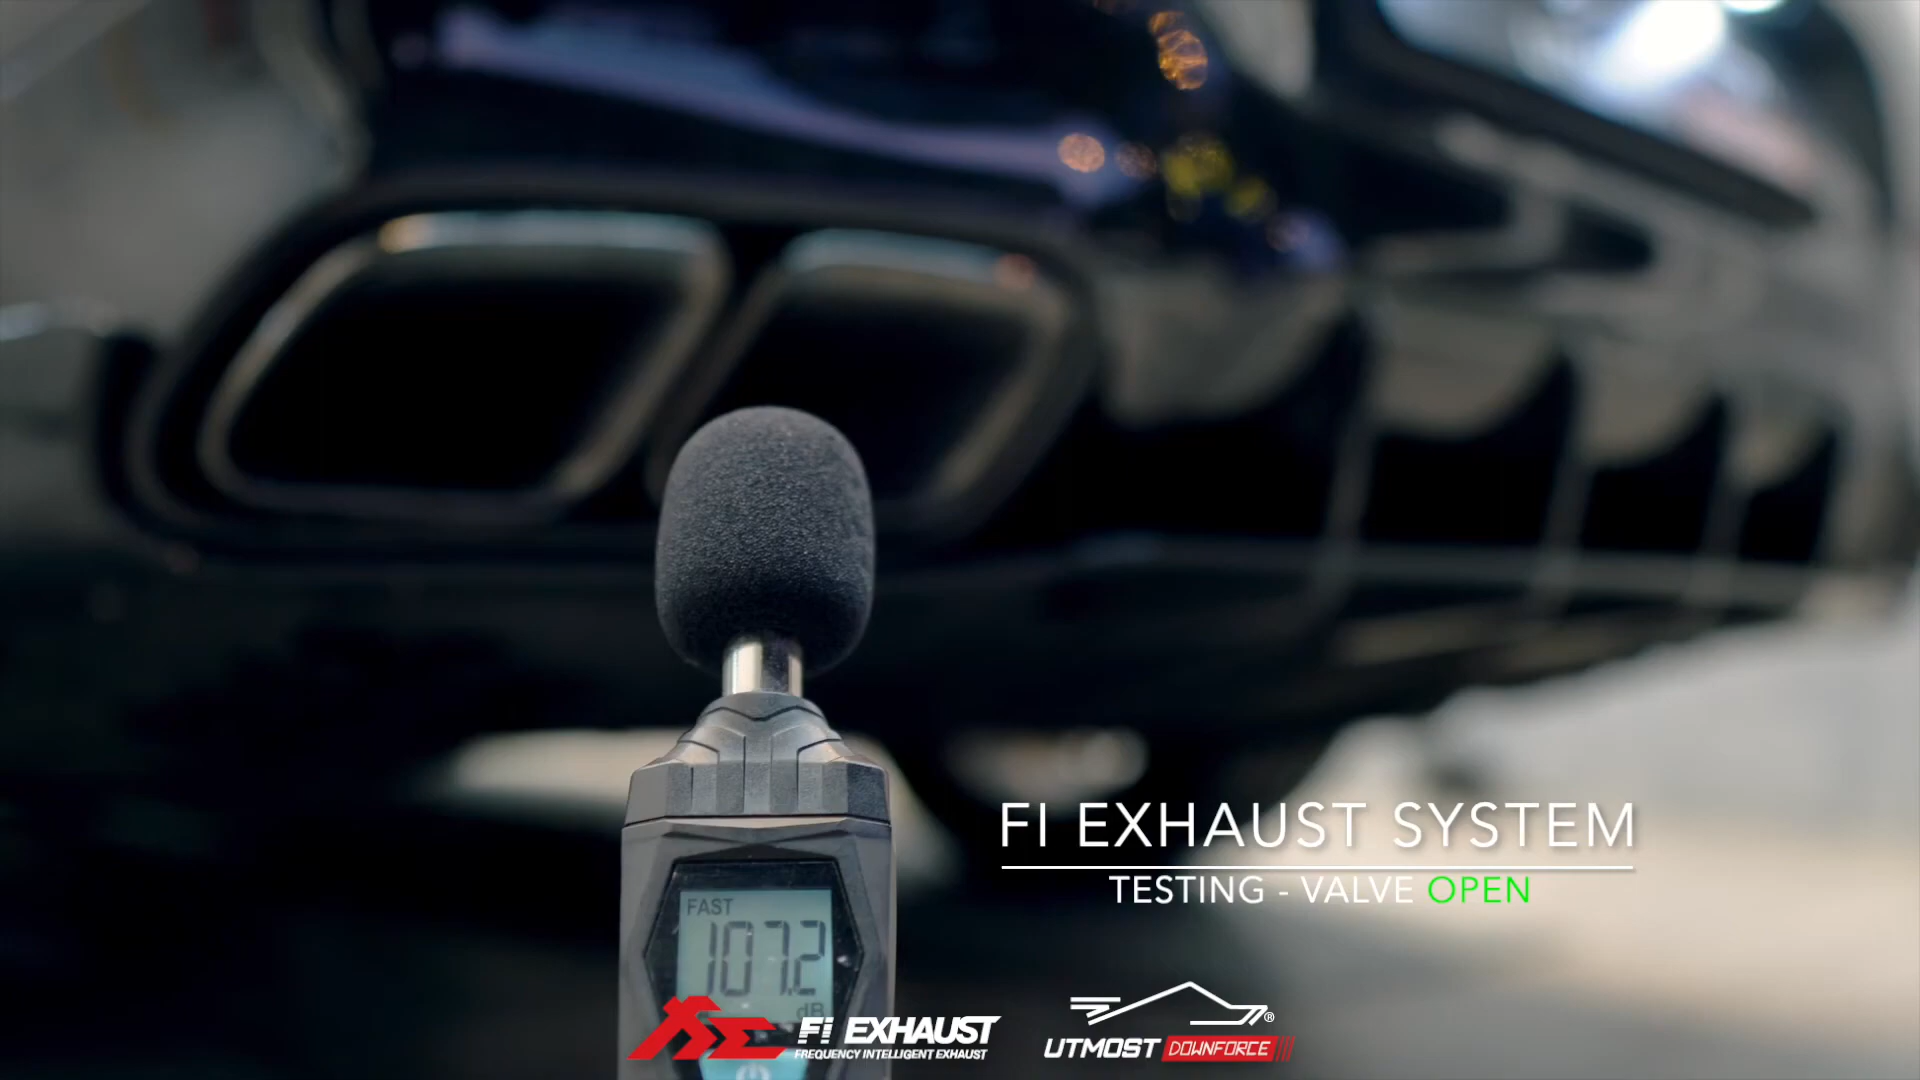 FI EXHAUST SYSTEM
TESTING - VALVE OPEN
FAST
107.2
dB
Fi EXHAUST
FREQUENCY INTELLIGENT EXHAUST
UTMOST DOWNFORCE
®